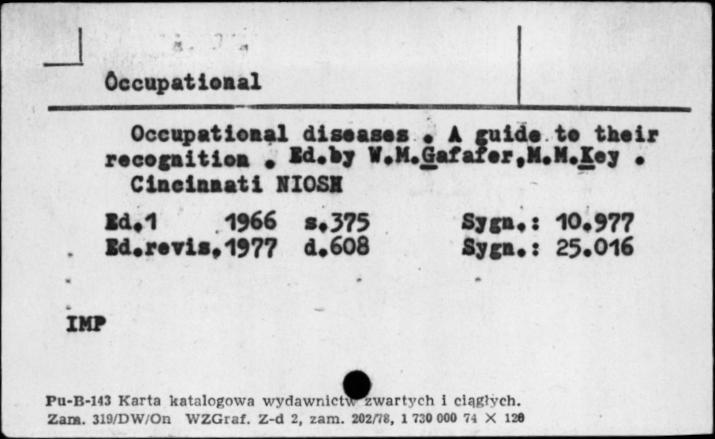 Occupational
Occupational diseases . A guide to their
recognition . Ed.by W.M.Gafafer,M.M.Key .
Cincinnati NIOSH
Ed.1 1966 s.375 Sygn.: 10.977
Ed.revis.1977 d.608 Sygn.: 25.016
IMP
Pu-B-143 Karta katalogowa wydawnictw zwartych i ciągłych.
Zam. 319/DW/On WZGraf. Z-d 2, zam. 202/78, 1 730 000 74 × 120